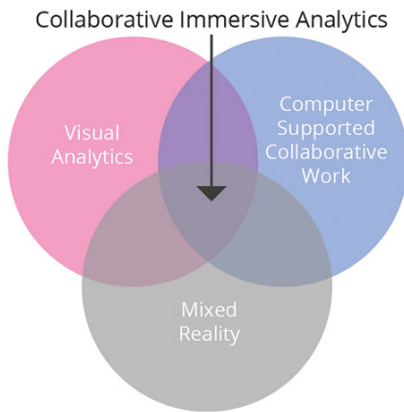 Collaborative Immersive Analytics
Visual
Analytics
Computer
Supported
Collaborative
Work
Mixed
Reality